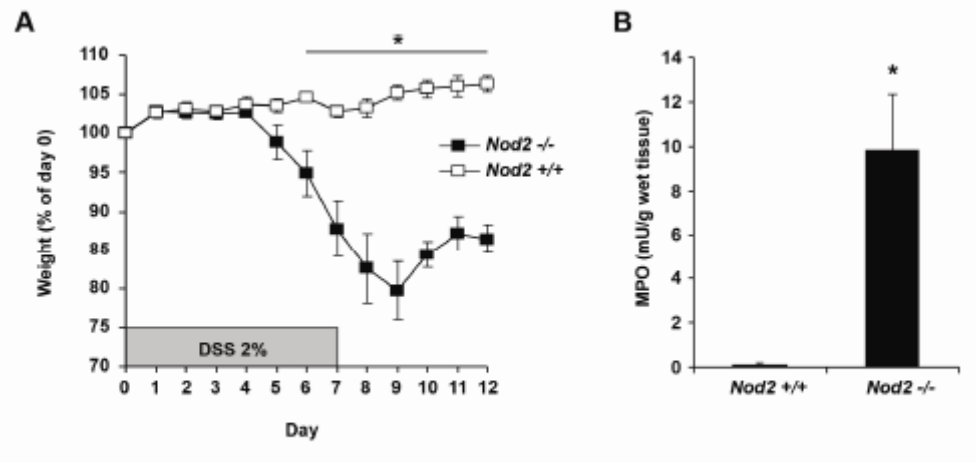 A
*
110
105
100
95
90
85
80
75
70
Weight (% of day 0)
Nod2 -/-
Nod2 +/+
DSS 2%
0 1 2 3 4 5 6 7 8 9 10 11 12
Day
B
*
14
12
10
8
6
4
2
0
MPO (mU/g wet tissue)
Nod2 +/+ Nod2 -/-